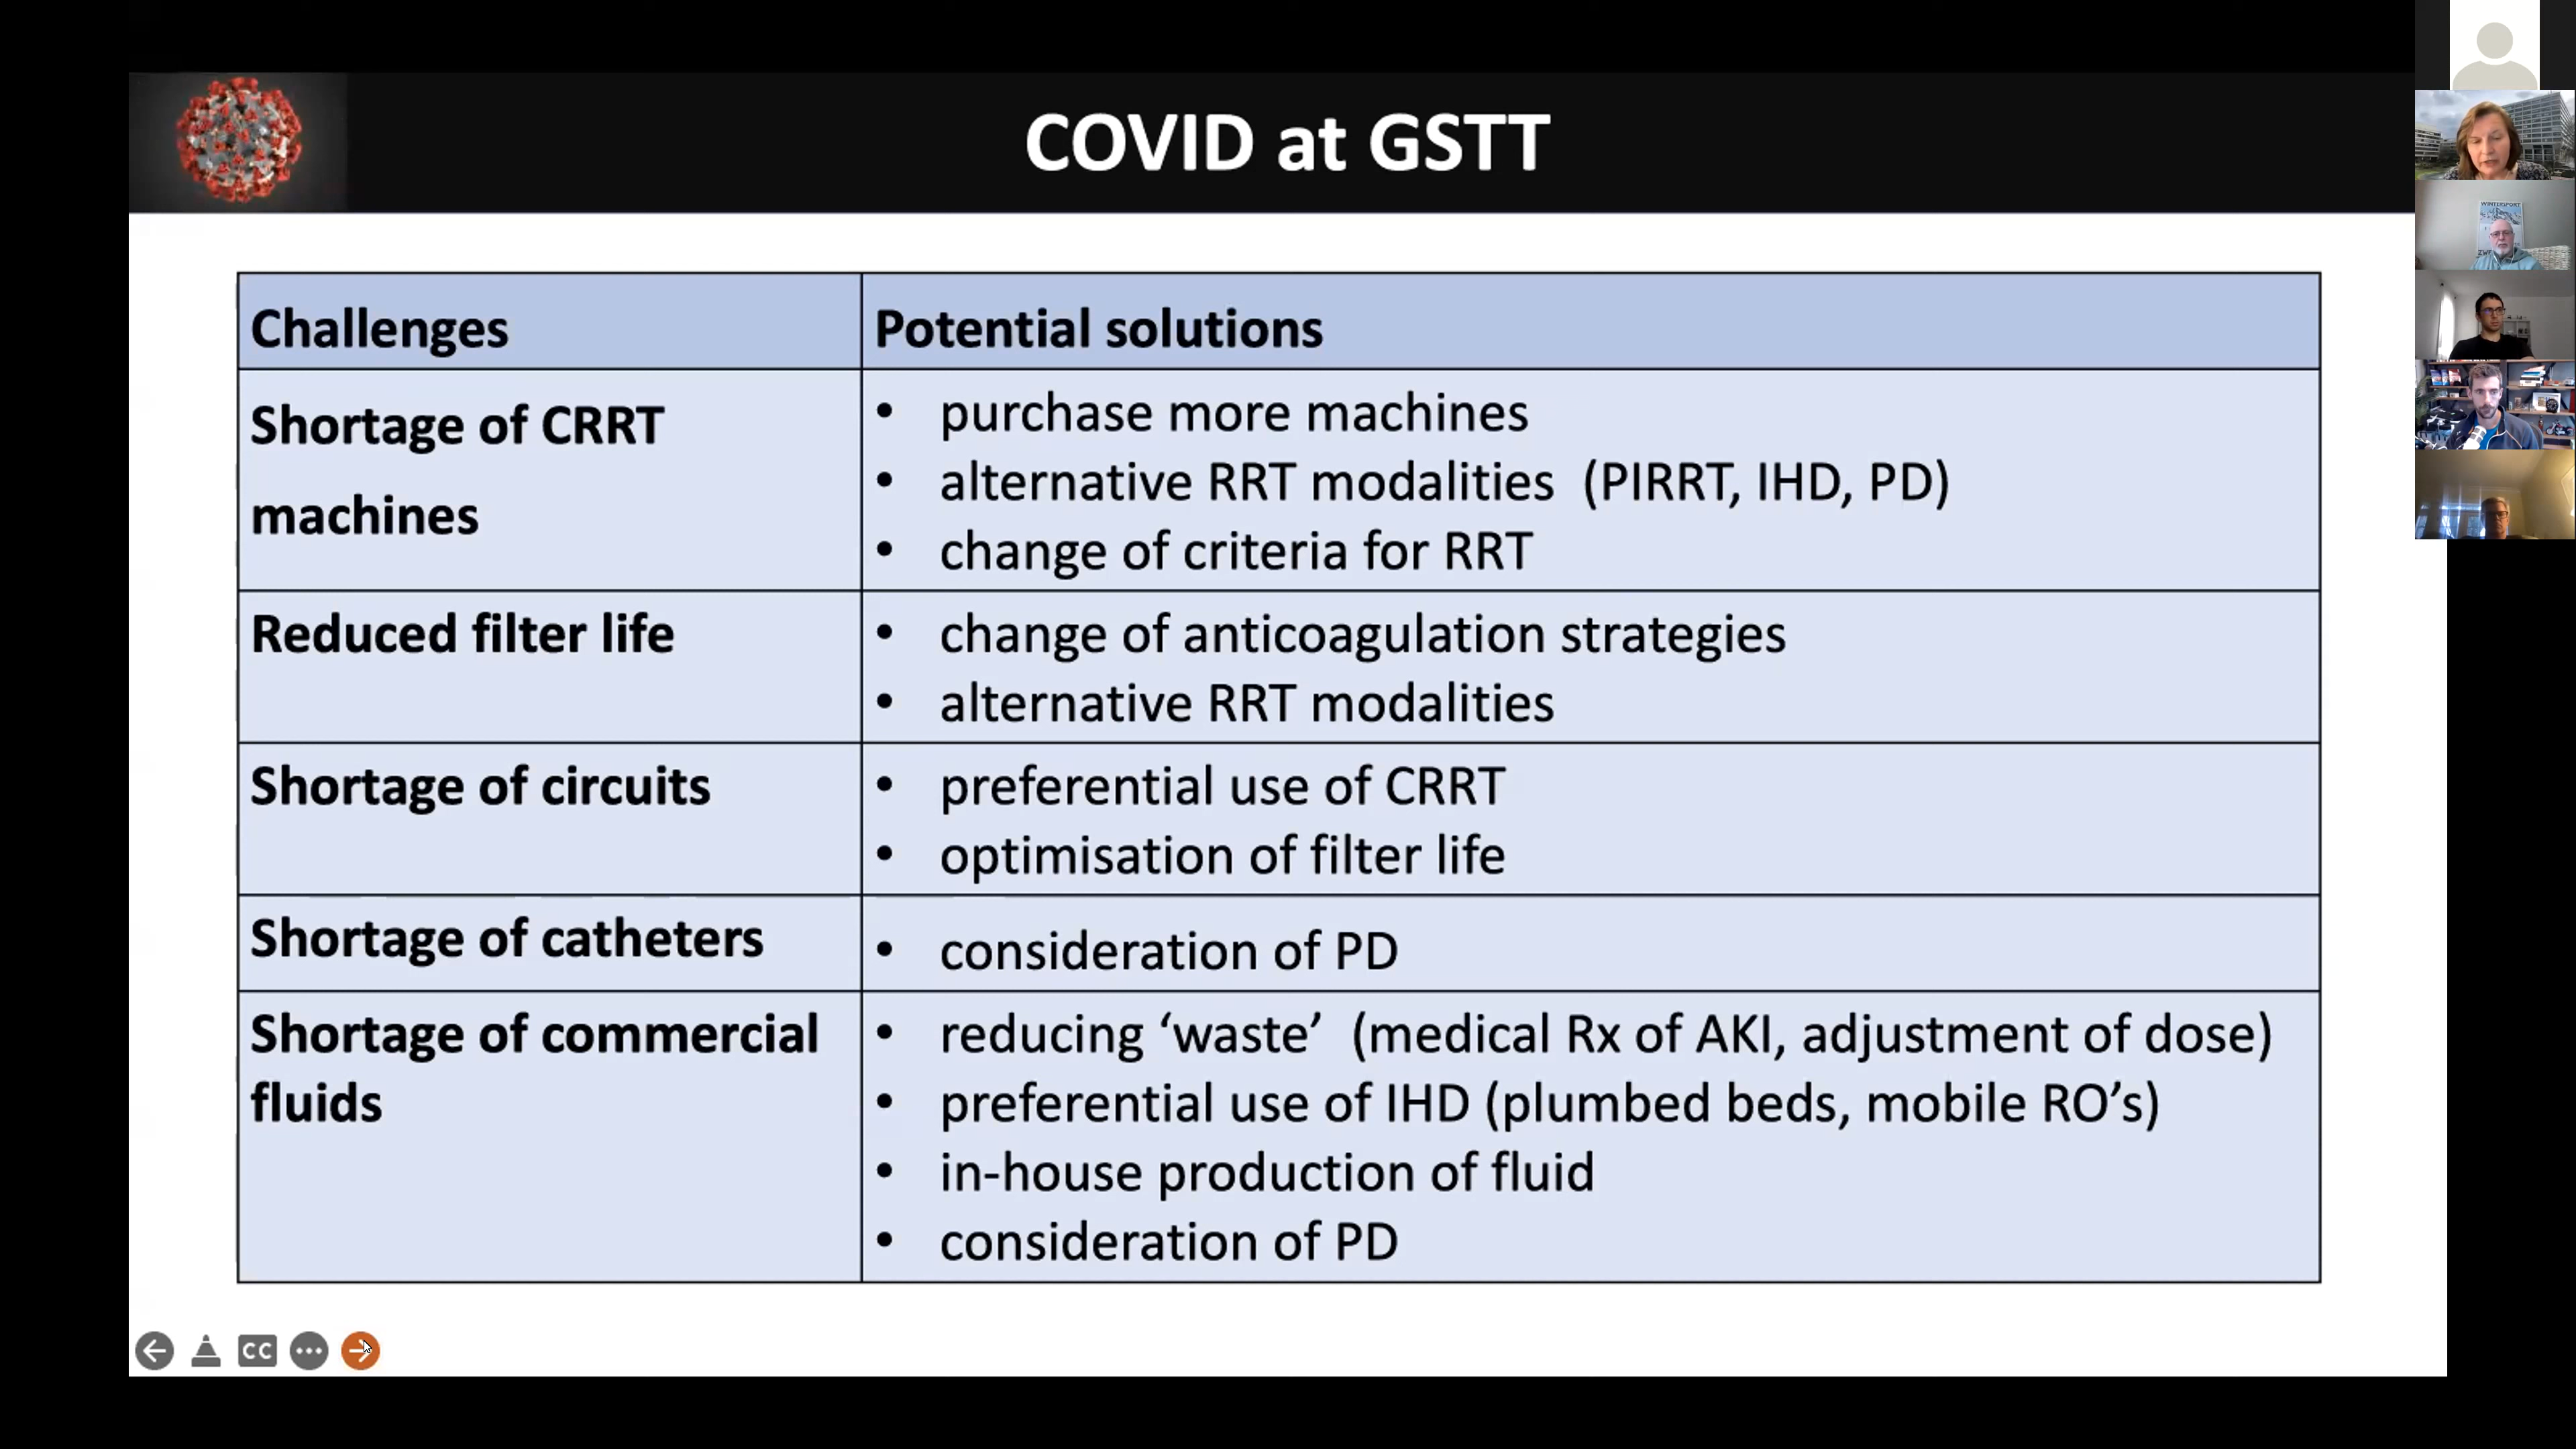 COVID at GSTT
Challenges
Potential solutions
Shortage of CRRT
machines
• purchase more machines
• alternative RRT modalities (PIRRT, IHD, PD)
• change of criteria for RRT
Reduced filter life
• change of anticoagulation strategies
• alternative RRT modalities
Shortage of circuits
• preferential use of CRRT
• optimisation of filter life
Shortage of catheters
• consideration of PD
Shortage of commercial
fluids
• reducing ‘waste’ (medical Rx of AKI, adjustment of dose)
• preferential use of IHD (plumbed beds, mobile RO’s)
• in-house production of fluid
• consideration of PD
CC
WINTERSPORT